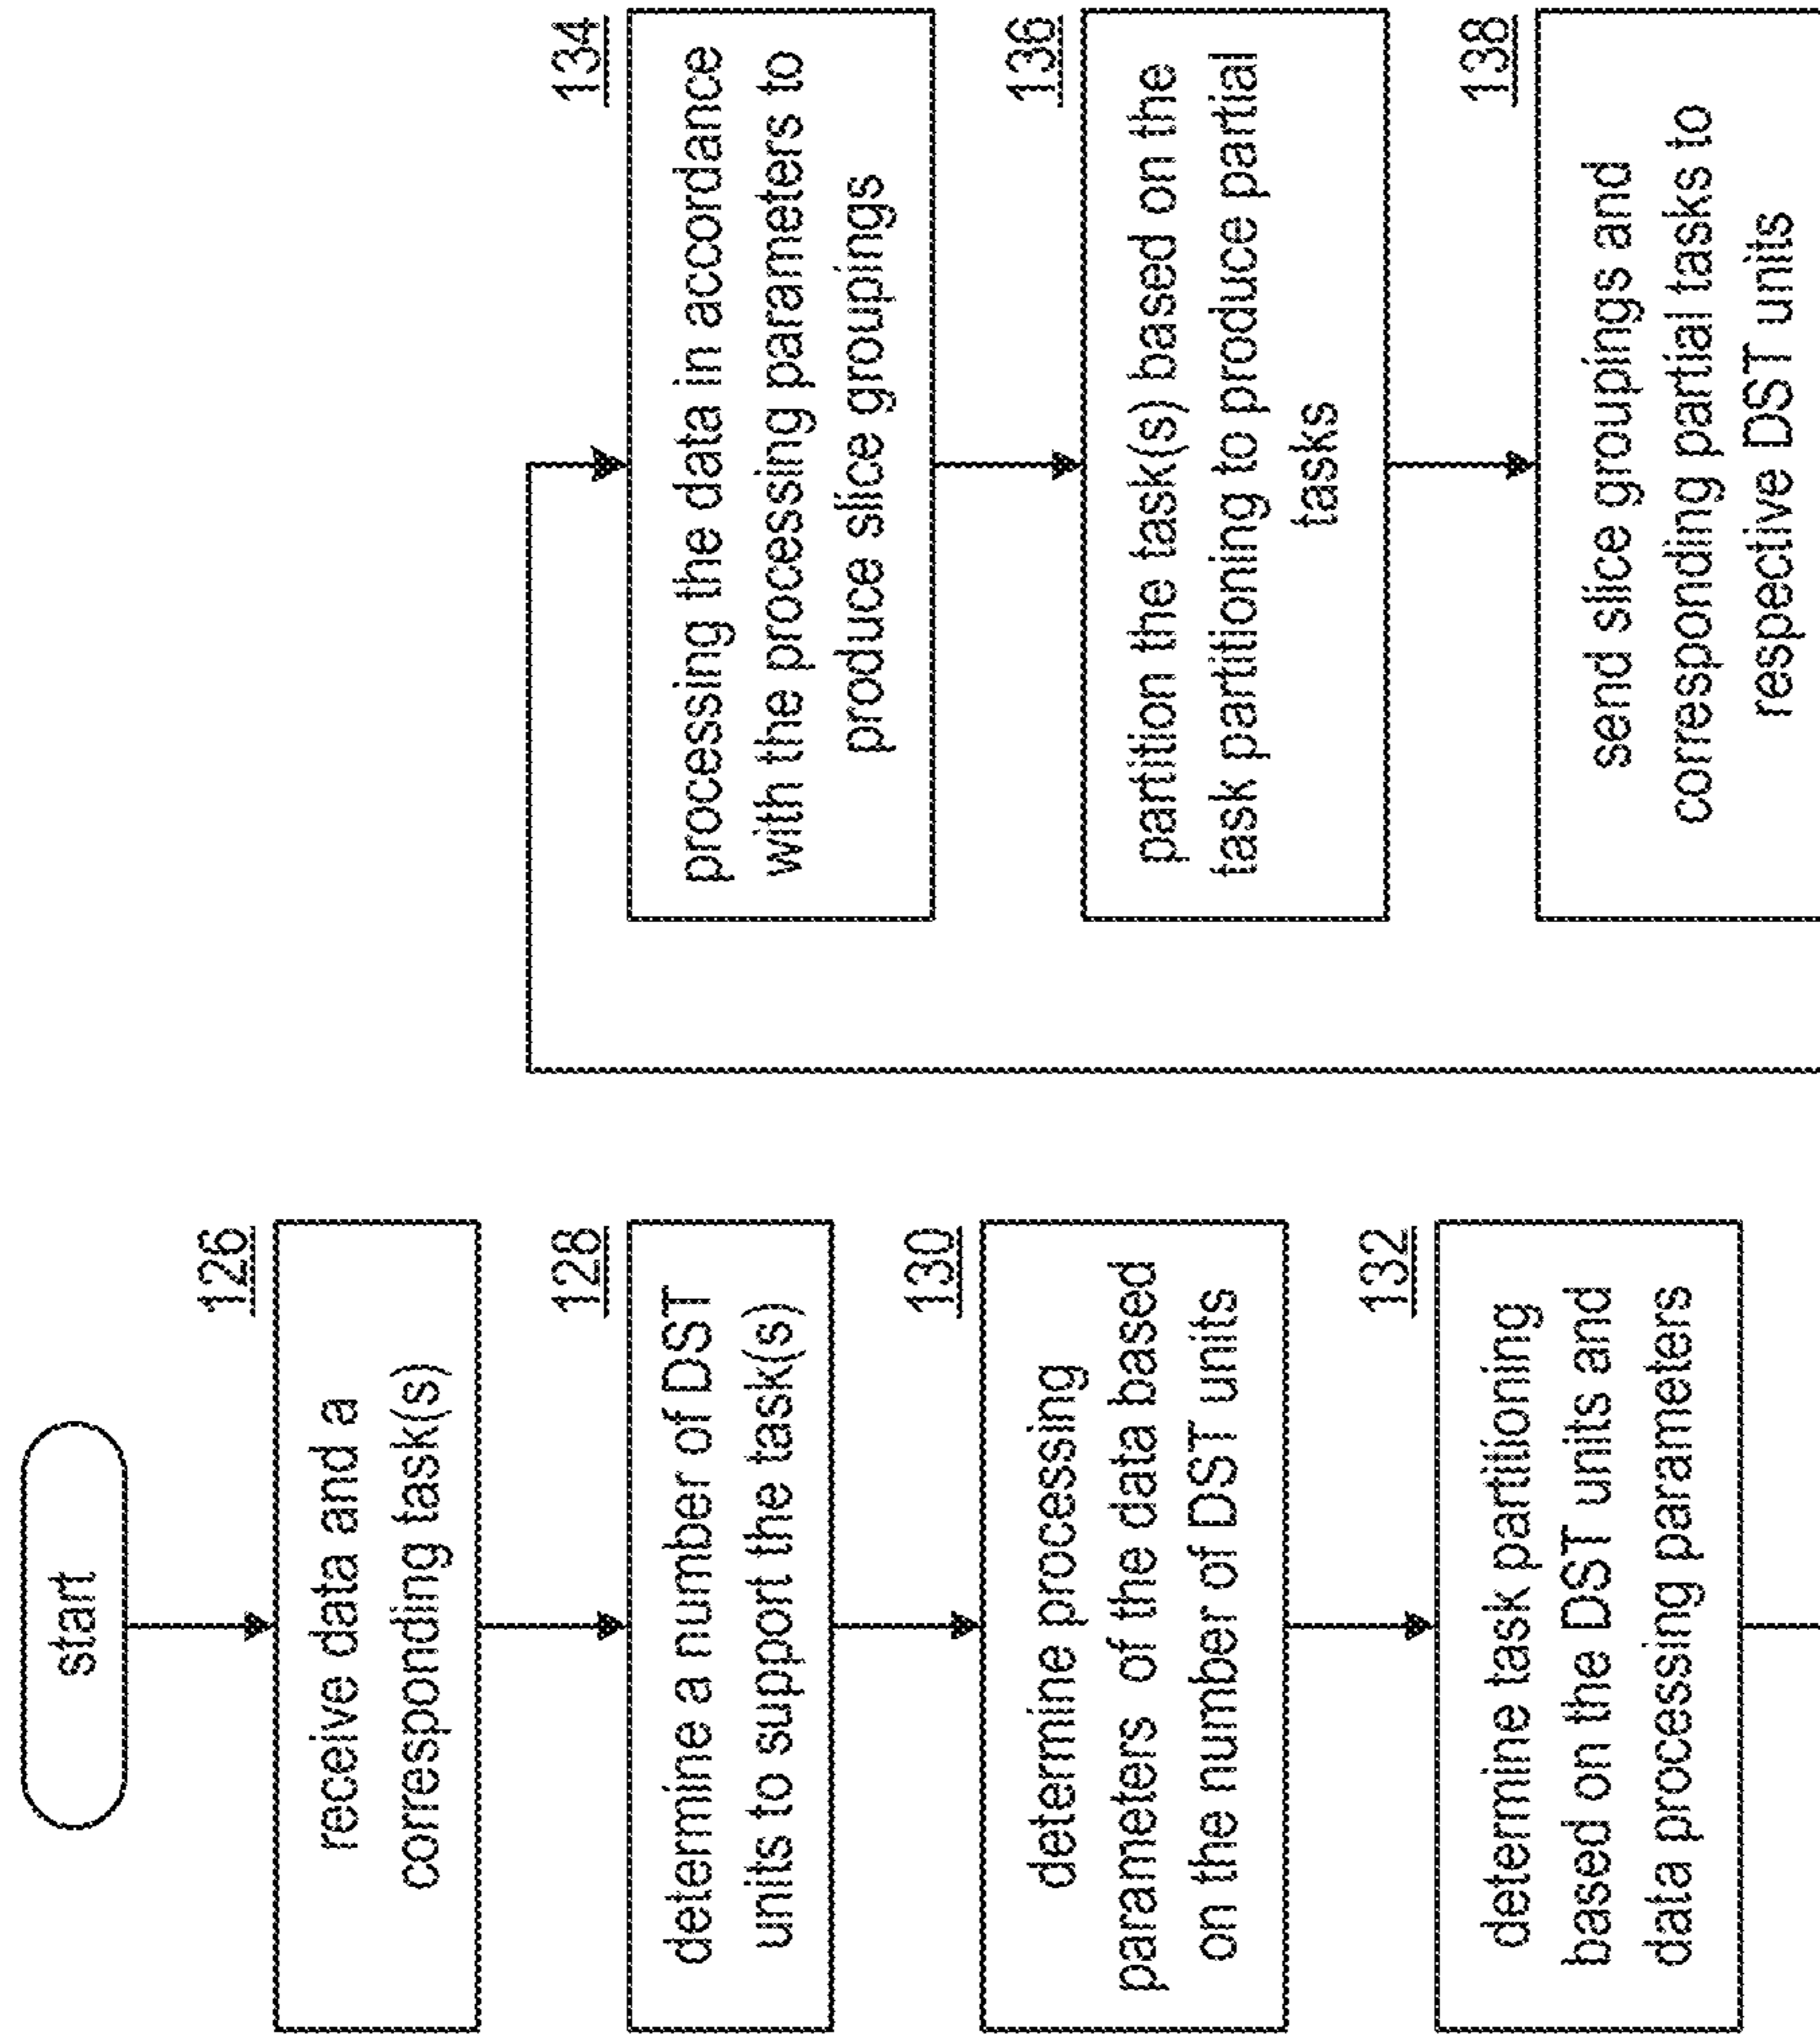 start
126
receive data and a
corresponding task(s)
128
determine a number of DST
units to support the task(s)
130
determine processing
parameters of the data based
on the number of DST units
132
determine task partitioning
based on the DST units and
data processing parameters
134
processing the data in accordance
with the processing parameters to
produce slice groupings
136
partition the task(s) based on the
task partitioning to produce partial
tasks
138
send slice groupings and
corresponding partial tasks to
respective DST units